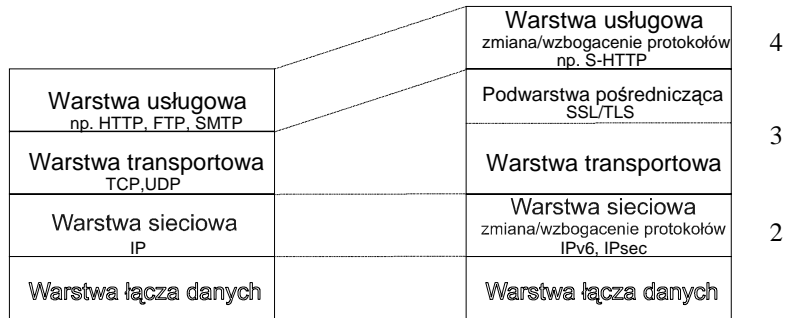 Warstwa usługowa
np. HTTP, FTP, SMTP
Warstwa transportowa
TCP,UDP
Warstwa sieciowa
IP
Warstwa łącza danych
Warstwa usługowa
zmiana/wzbogacenie protokołów
np. S-HTTP
4
Podwarstwa pośrednicząca
SSL/TLS
3
Warstwa transportowa
Warstwa sieciowa
zmiana/wzbogacenie protokołów
IPv6, IPsec
2
Warstwa łącza danych